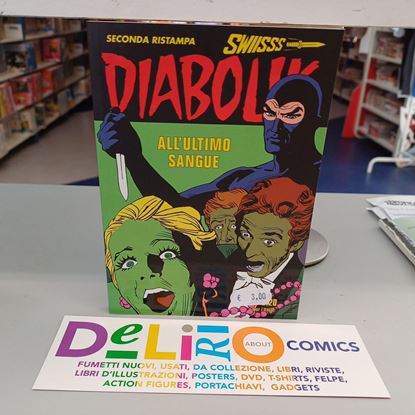 SECONDA RISTAMPA
SWIISSS
DIABOLIK
ALL'ULTIMO
SANGUE
€ 3,00
20
DeLiRiO ABOUT COMICS
FUMETTI NUOVI, USATI, DA COLLEZIONE, LIBRI, RIVISTE,
LIBRI D'ILLUSTRAZIONI, POSTERS, DVD, T-SHIRTS, FELPE,
ACTION FIGURES, PORTACHIAVI, GADGETS